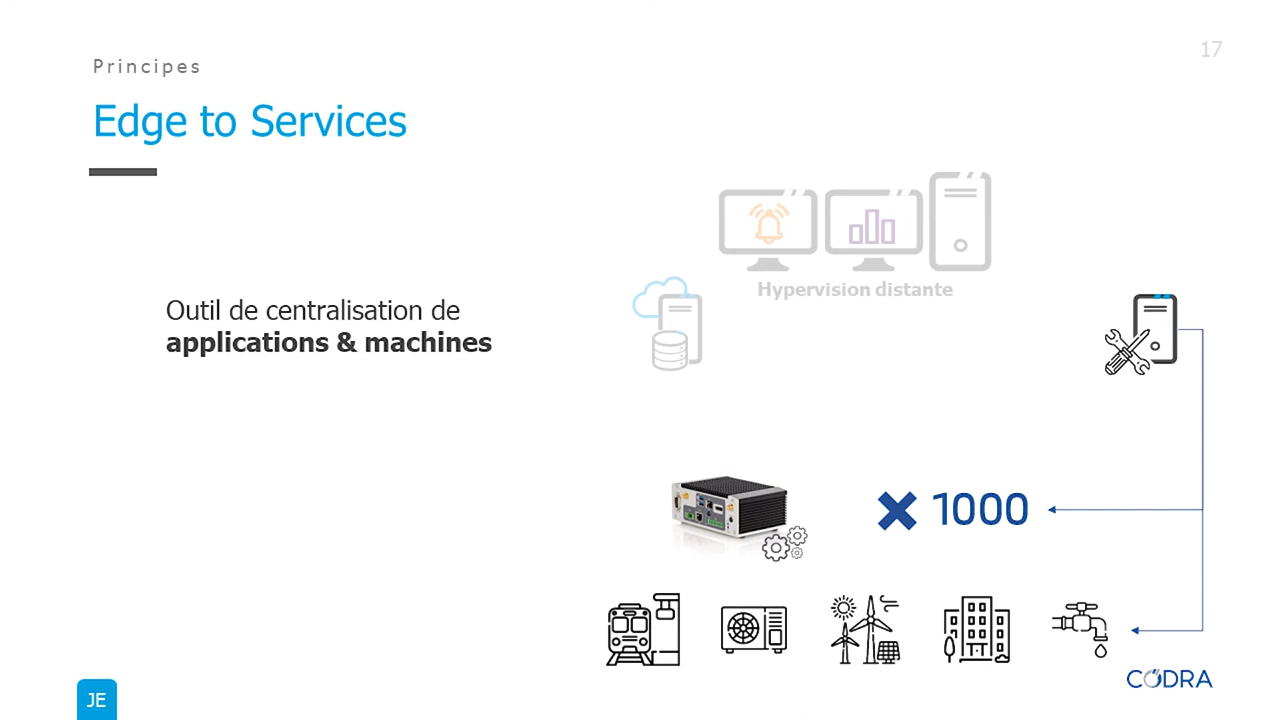 17
Principes
Edge to Services
Hypervision distante
Outil de centralisation de
applications & machines
1000
JE
CODRA